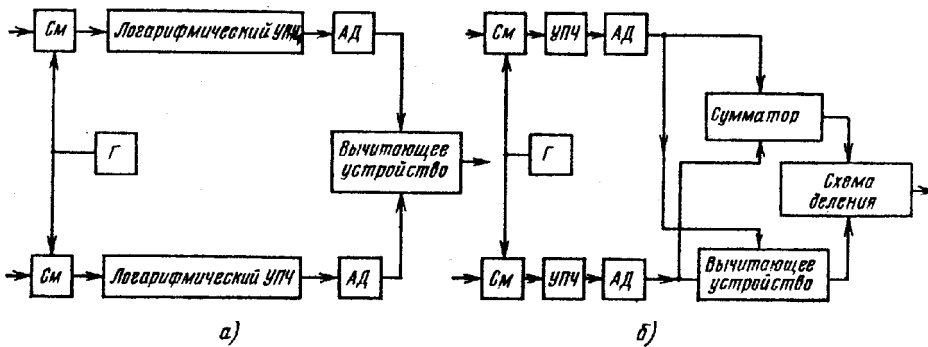 См
Логарифмический УПЧ
АД
Г
Вычитающее
устройство
См
Логарифмический УПЧ
АД
а)
См
УПЧ
АД
Сумматор
Г
Схема
деления
См
УПЧ
АД
Вычитающее
устройство
б)